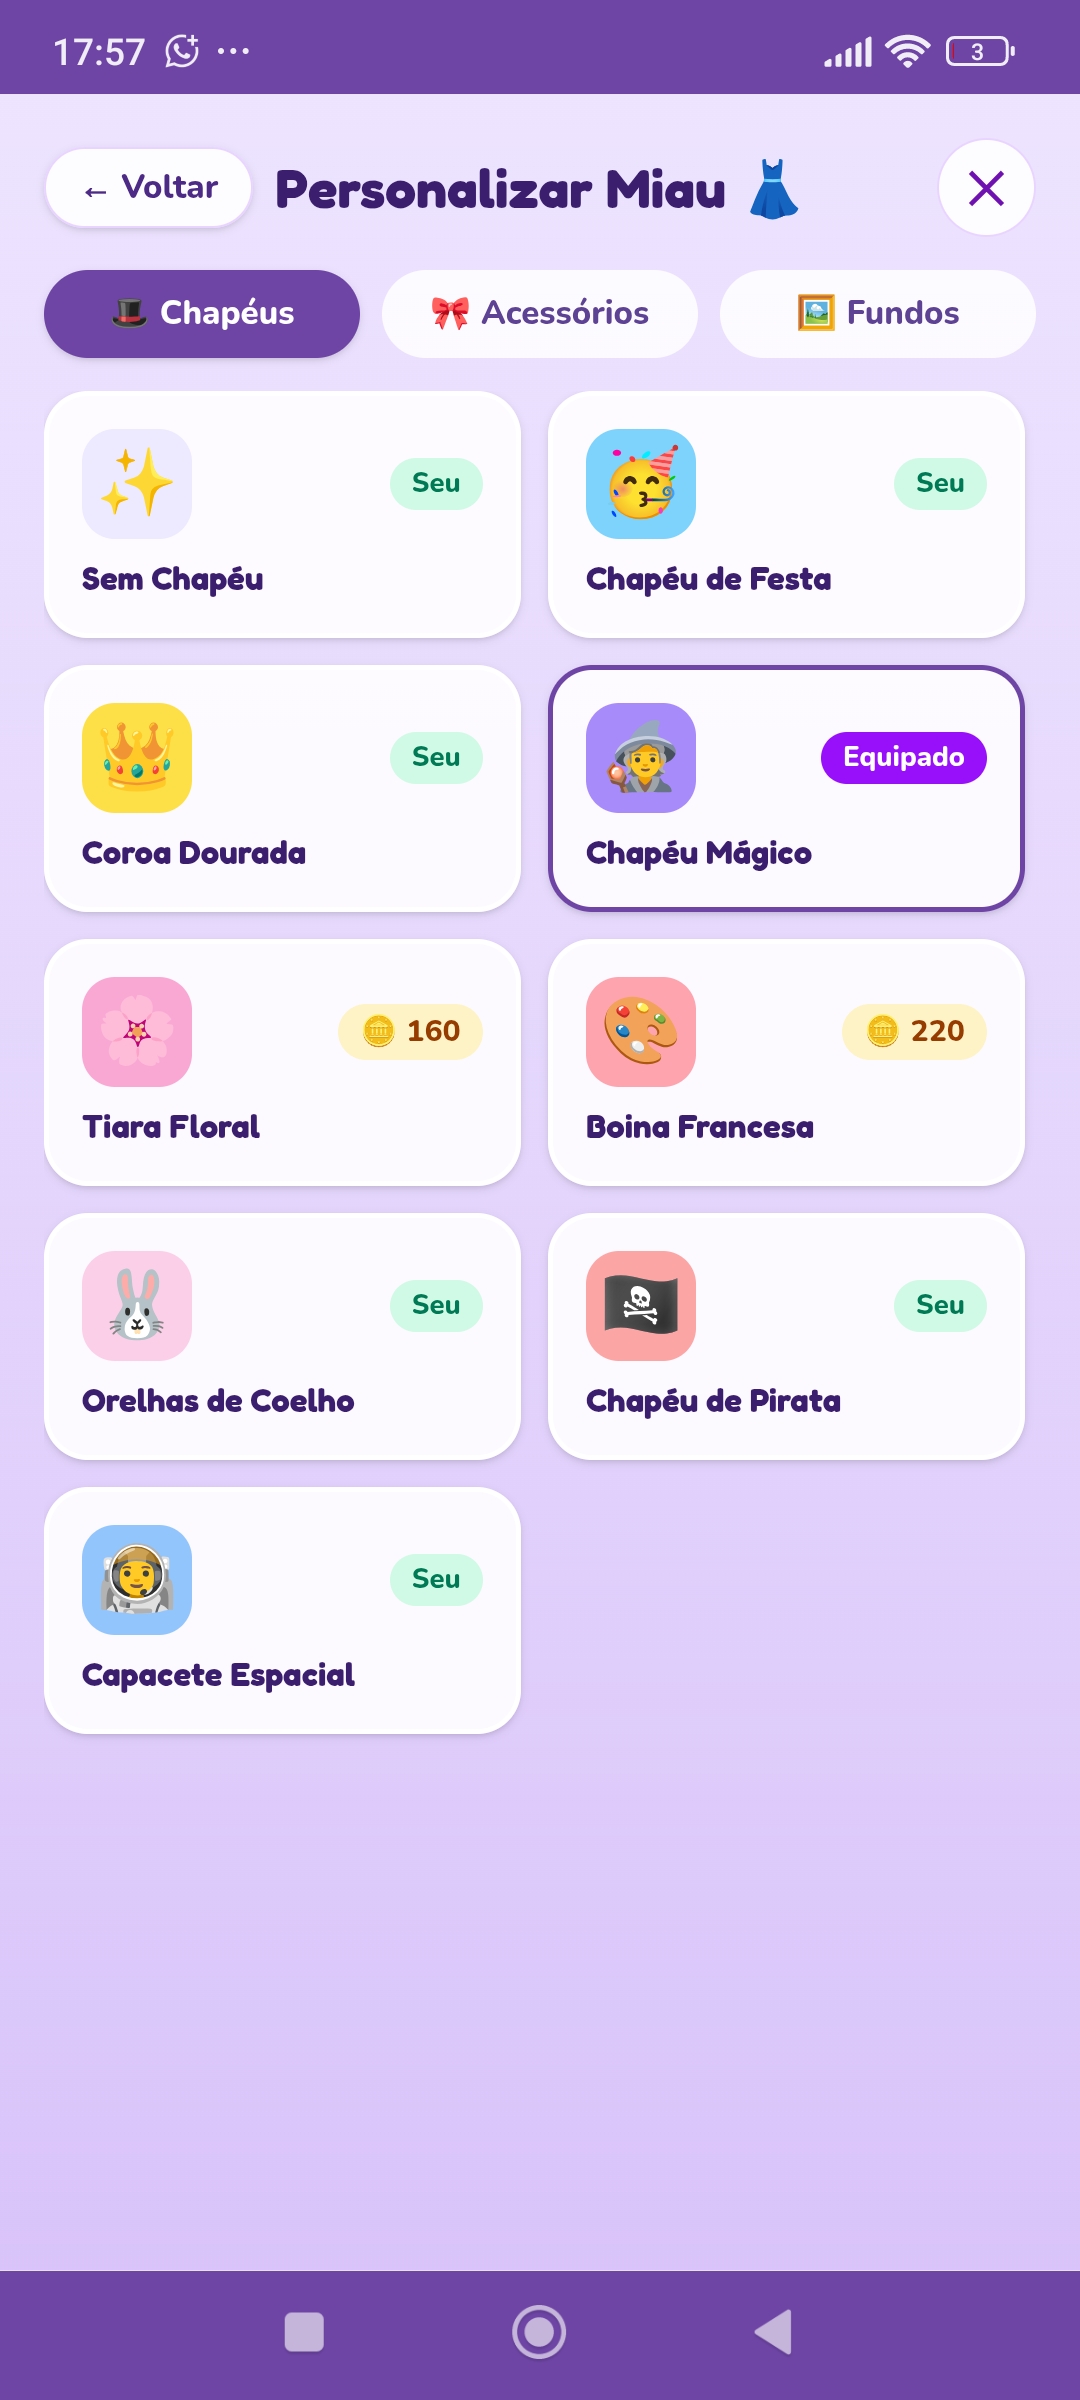 17:57
3
← Voltar
Personalizar Miau
Chapéus
Acessórios
Fundos
Seu
Sem Chapéu
Seu
Chapéu de Festa
Seu
Coroa Dourada
Equipado
Chapéu Mágico
160
Tiara Floral
220
Boina Francesa
Seu
Orelhas de Coelho
Seu
Chapéu de Pirata
Seu
Capacete Espacial